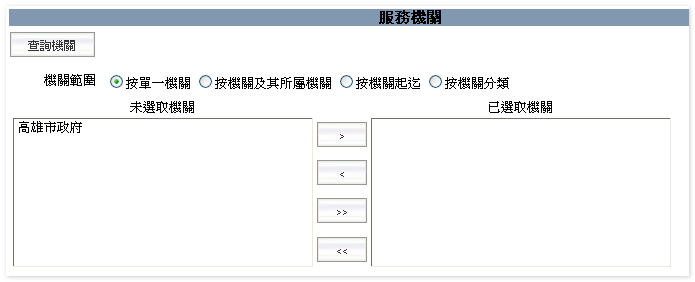 服務機關
查詢機關
機關範圍 按單一機關 按機關及其所屬機關 按機關起迄 按機關分類
未選取機關 已選取機關
高雄市政府
>
<
>>
<<